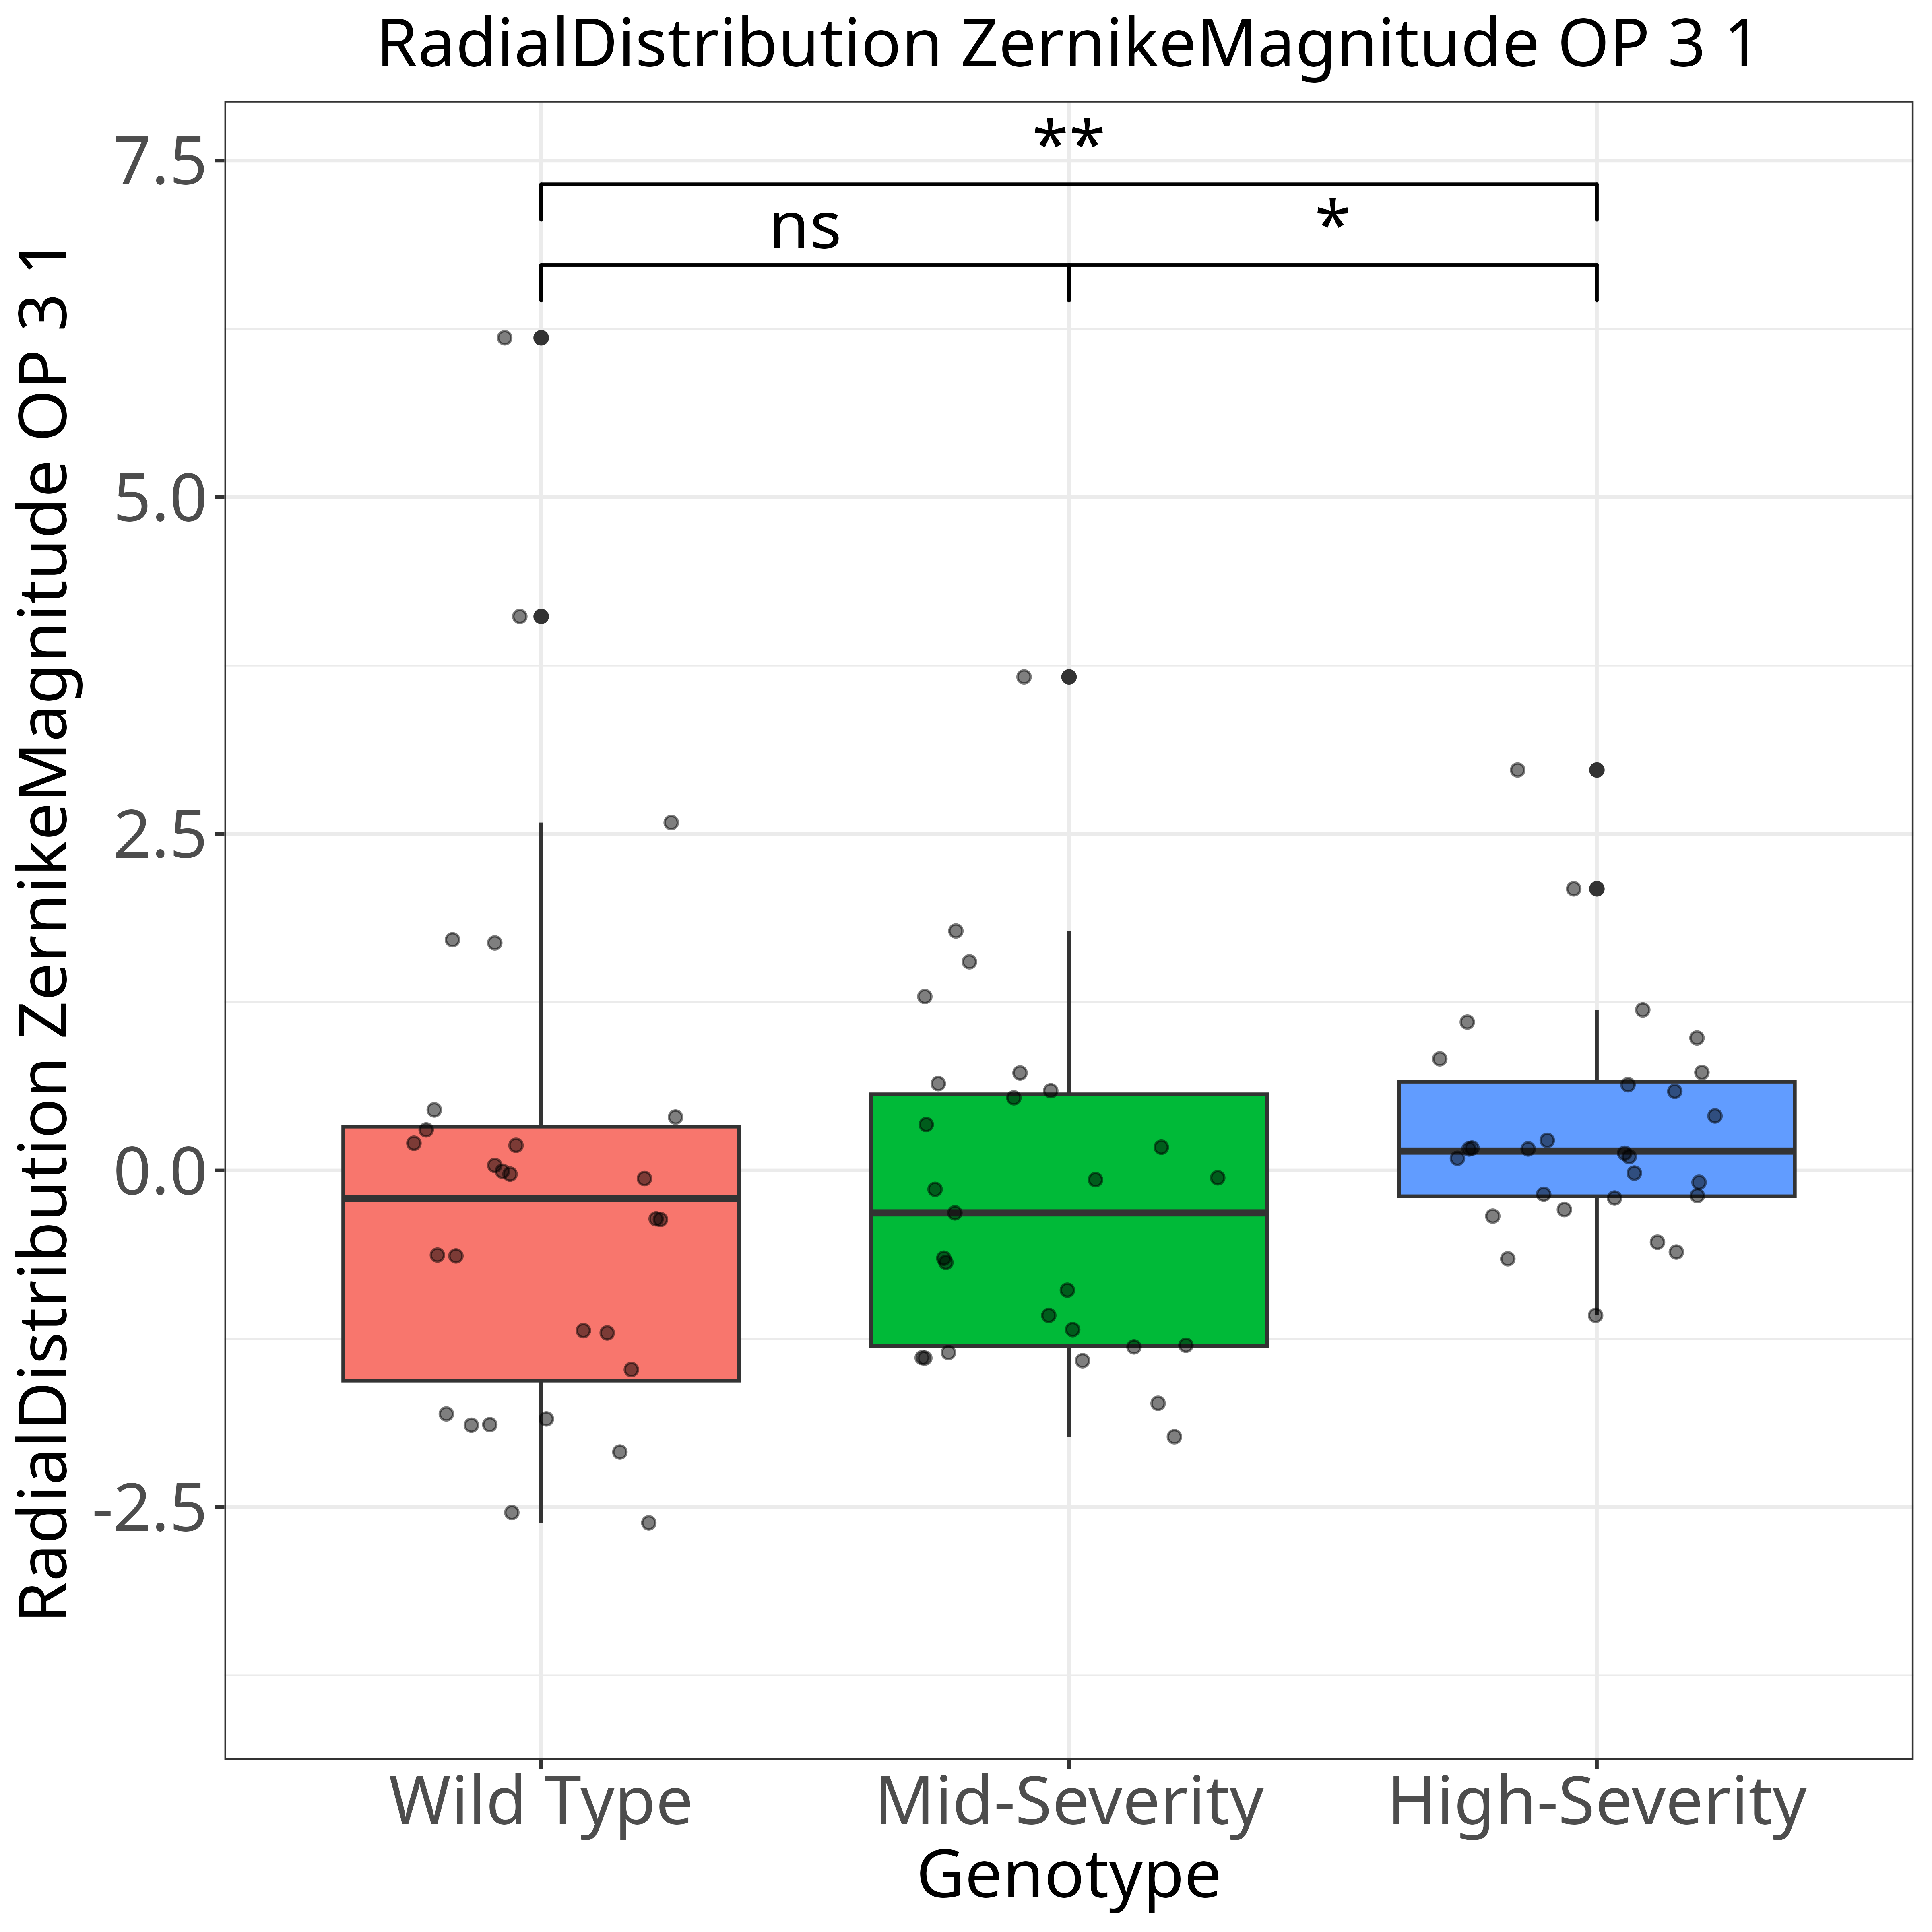 RadialDistribution ZernikeMagnitude OP 3 1
RadialDistribution ZernikeMagnitude OP 3 1
7.5
5.0
2.5
0.0
-2.5
**
ns
*
Wild Type
Mid-Severity
High-Severity
Genotype